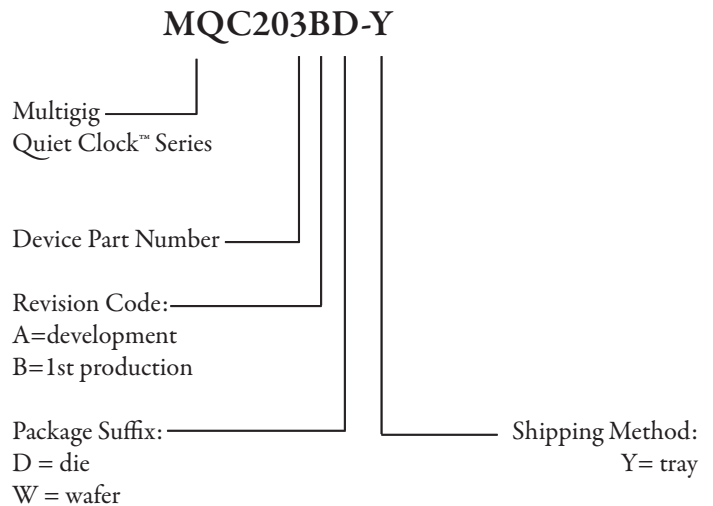 MQC203BD-Y
Multigig
Quiet Clock™ Series
Device Part Number
Revision Code:
A=development
B=1st production
Package Suffix:
D = die
W = wafer
Shipping Method:
Y= tray